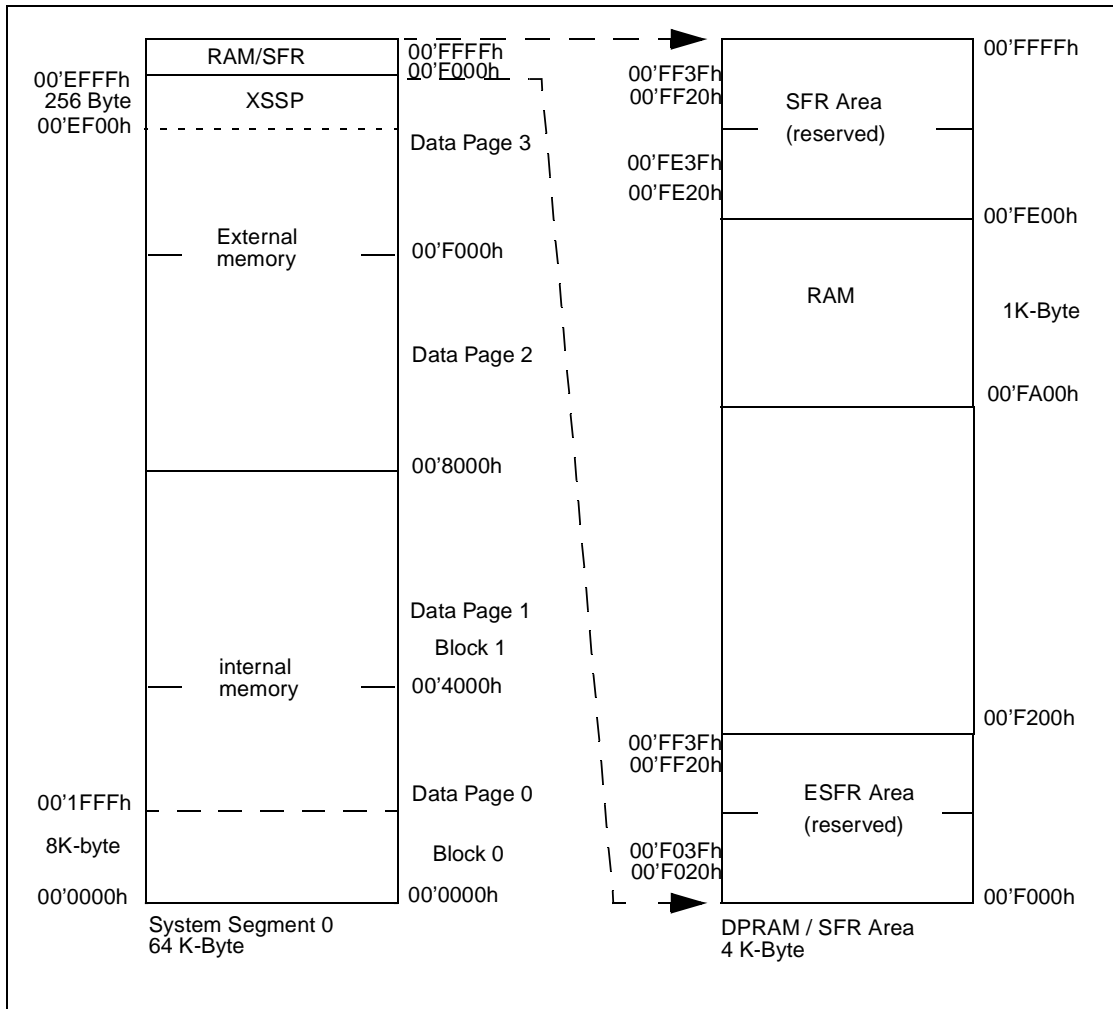 RAM/SFR
00'FFFFh
00'F000h
00'EFFFh
256 Byte
XSSP
00'EF00h
Data Page 3
External
memory
00'F000h
Data Page 2
00'8000h
Data Page 1
Block 1
internal
memory
00'4000h
00'1FFFh
Data Page 0
8K-byte
Block 0
00'0000h
00'0000h
System Segment 0
64 K-Byte
00'FFFFh
00'FF3Fh
00'FF20h
SFR Area
(reserved)
00'FE3Fh
00'FE20h
00'FE00h
RAM
1K-Byte
00'FA00h
00'F200h
00'FF3Fh
00'FF20h
ESFR Area
(reserved)
00'F03Fh
00'F020h
00'F000h
DPRAM / SFR Area
4 K-Byte